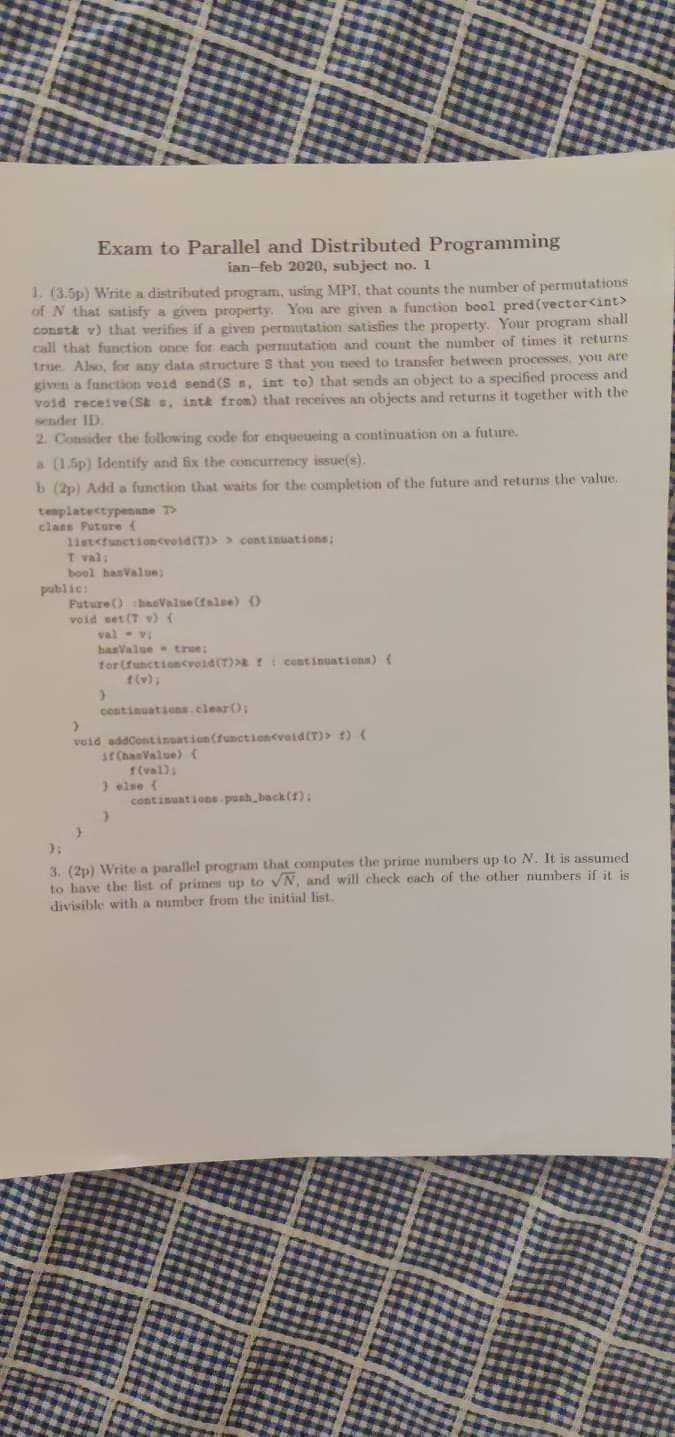 Exam to Parallel and Distributed Programming
ian–feb 2020, subject no. 1
1. (3.5p) Write a distributed program, using MPI, that counts the number of permutations
of N that satisfy a given property. You are given a function bool pred(vector<int>
const& v) that verifies if a given permutation satisfies the property. Your program shall
call that function once for each permutation and count the number of times it returns
true. Also, for any data structure S that you need to transfer between processes, you are
given a function void send(S s, int to) that sends an object to a specified process and
void receive(S& s, int& from) that receives an objects and returns it together with the
sender ID.
2. Consider the following code for enqueueing a continuation on a future.
a (1.5p) Identify and fix the concurrency issue(s).
b (2p) Add a function that waits for the completion of the future and returns the value.
template<typename T>
class Future {
list<function<void(T)> > continuations;
T val;
bool hasValue;
public:
Future() :hasValue(false) {}
void set(T v) {
val = v;
hasValue = true;
for(function<void(T)>& f : continuations) {
f(v);
}
continuations.clear();
}
void addContinuation(function<void(T)> f) {
if(hasValue) {
f(val);
} else {
continuations.push_back(f);
}
}
};
3. (2p) Write a parallel program that computes the prime numbers up to N. It is assumed
to have the list of primes up to √N, and will check each of the other numbers if it is
divisible with a number from the initial list.